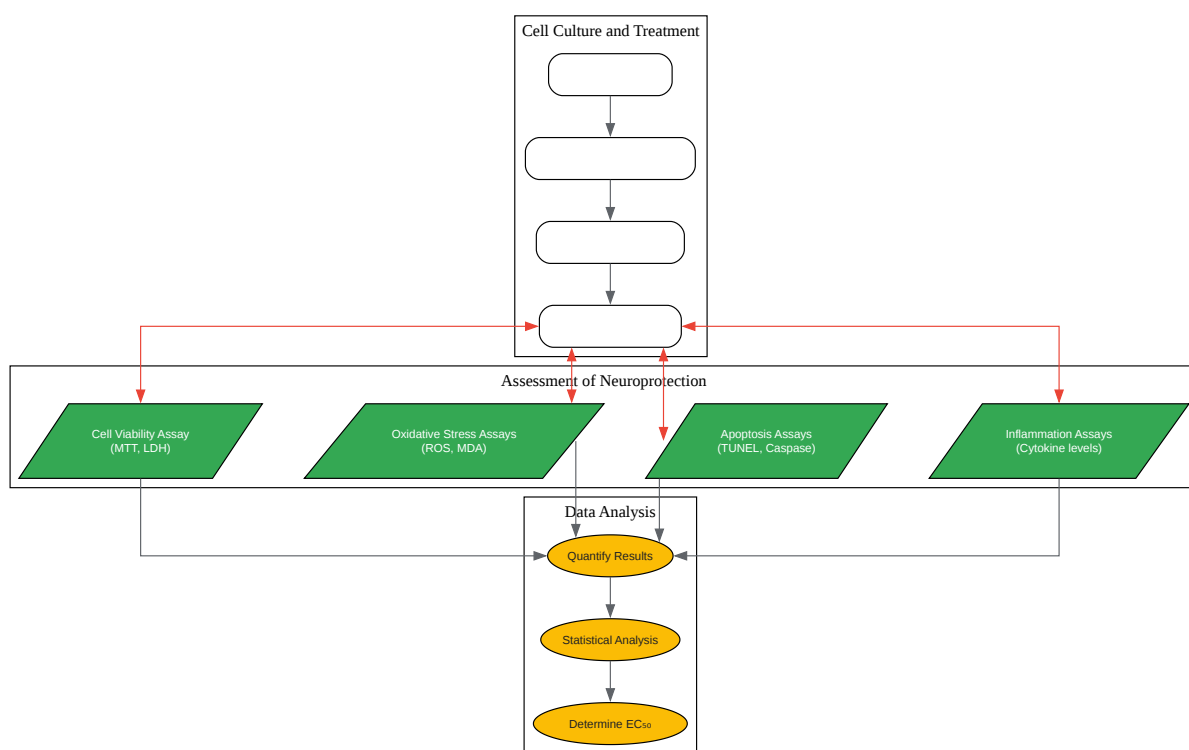 Cell Culture and Treatment
Assessment of Neuroprotection
Cell Viability Assay
(MTT, LDH)
Oxidative Stress Assays
(ROS, MDA)
Apoptosis Assays
(TUNEL, Caspase)
Inflammation Assays
(Cytokine levels)
Data Analysis
Quantify Results
Statistical Analysis
Determine EC₅₀